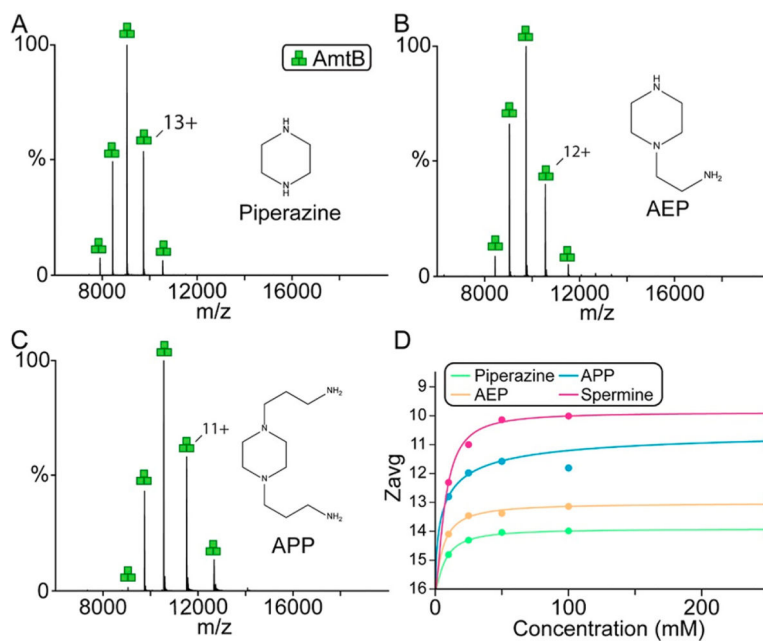 A
100
%
0
AmtB
13+
H
N
N
H
Piperazine
8000 12000 16000
m/z
B
100
%
0
H
N
N
NH2
12+
AEP
8000 12000 16000
m/z
C
100
%
0
11+
NH2
N
N
NH2
APP
8000 12000 16000
m/z
D
Piperazine APP
AEP Spermine
Zavg
9
10
11
12
13
14
15
16
0 100 200
Concentration (mM)